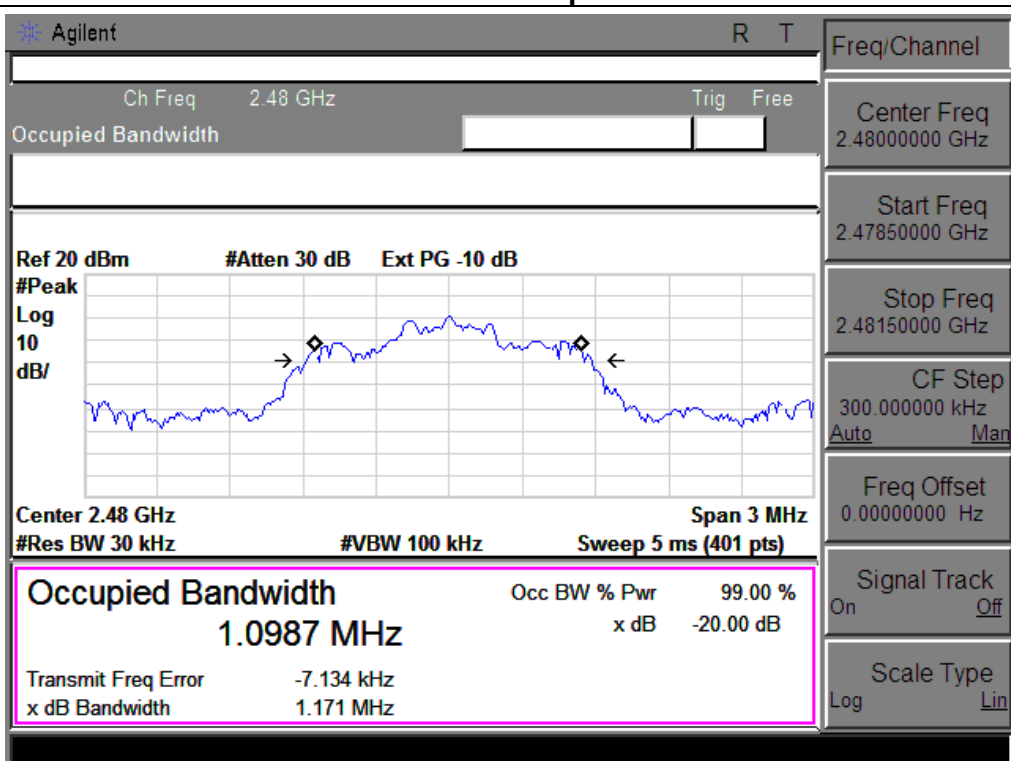 Agilent R T
Freq/Channel
Ch Freq 2.48 GHz Trig Free
Occupied Bandwidth
Center Freq
2.48000000 GHz
Start Freq
2.47850000 GHz
Stop Freq
2.48150000 GHz
CF Step
300.000000 kHz
Auto Man
Freq Offset
0.00000000 Hz
Signal Track
On Off
Scale Type
Log Lin
Ref 20 dBm #Atten 30 dB Ext PG -10 dB
#Peak
Log
10
dB/
Center 2.48 GHz Span 3 MHz
#Res BW 30 kHz #VBW 100 kHz Sweep 5 ms (401 pts)
Occupied Bandwidth Occ BW % Pwr 99.00 %
1.0987 MHz x dB -20.00 dB
Transmit Freq Error -7.134 kHz
x dB Bandwidth 1.171 MHz